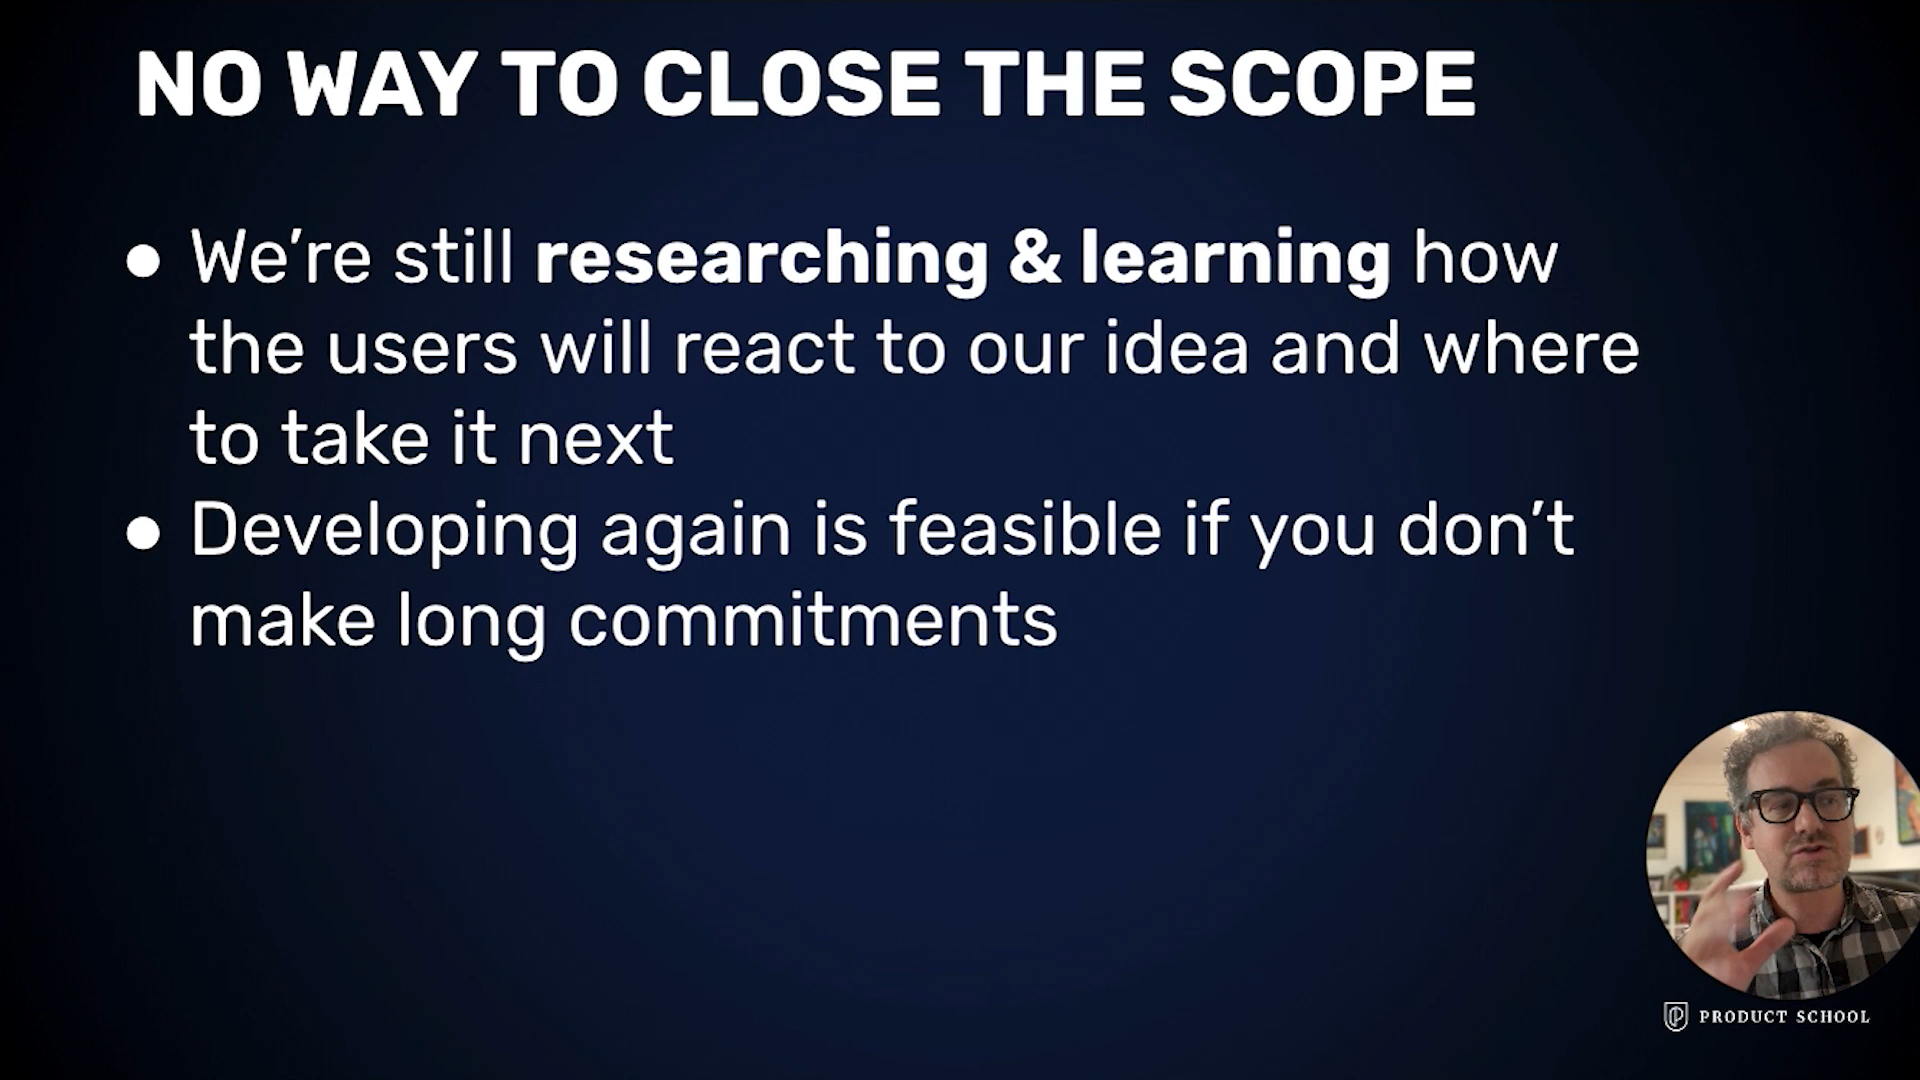 NO WAY TO CLOSE THE SCOPE
● We’re still researching & learning how
the users will react to our idea and where
to take it next
● Developing again is feasible if you don’t
make long commitments
PRODUCT SCHOOL